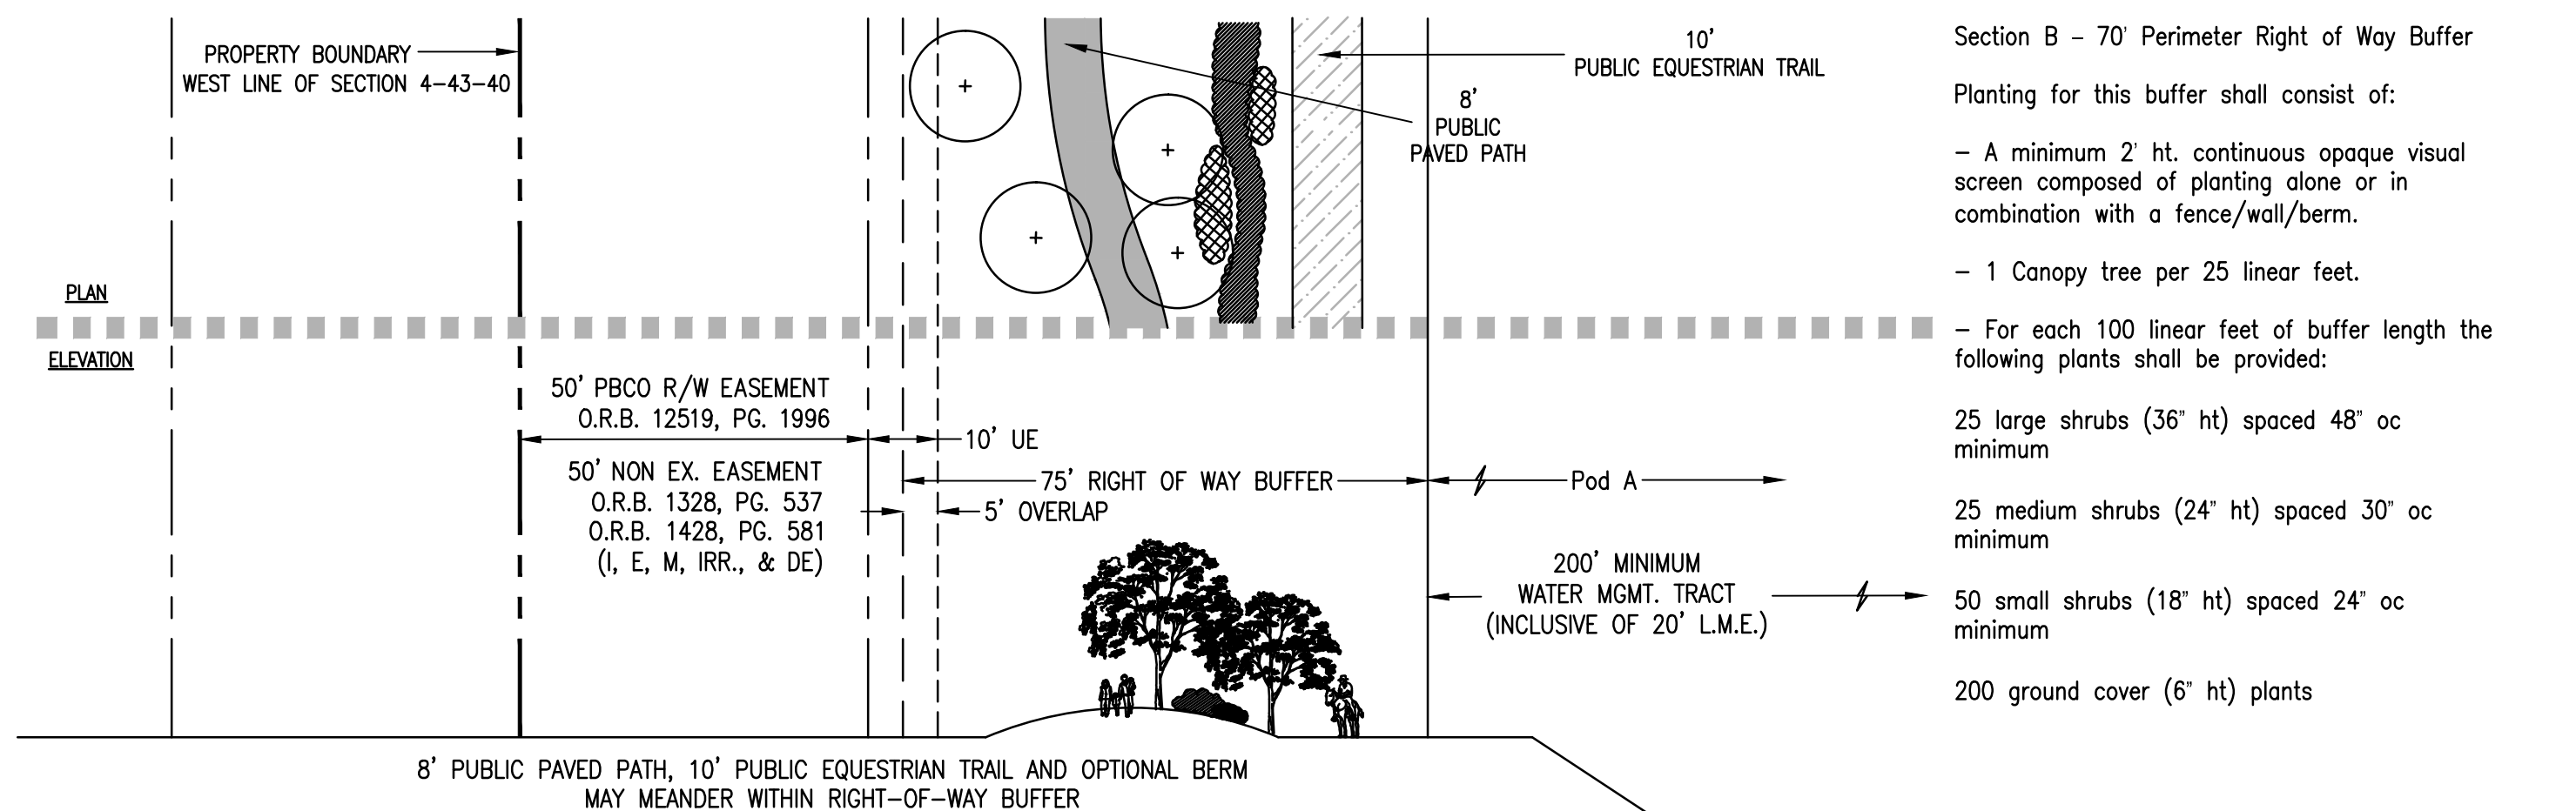 PROPERTY BOUNDARY
WEST LINE OF SECTION 4-43-40
10'
PUBLIC EQUESTRIAN TRAIL
8'
PUBLIC
PAVED PATH
PLAN
ELEVATION
50' PBCO R/W EASEMENT
O.R.B. 12519, PG. 1996
10' UE
50' NON EX. EASEMENT
O.R.B. 1328, PG. 537
O.R.B. 1428, PG. 581
(I, E, M, IRR., & DE)
75' RIGHT OF WAY BUFFER
5' OVERLAP
Pod A
200' MINIMUM
WATER MGMT. TRACT
(INCLUSIVE OF 20' L.M.E.)
8' PUBLIC PAVED PATH, 10' PUBLIC EQUESTRIAN TRAIL AND OPTIONAL BERM
MAY MEANDER WITHIN RIGHT-OF-WAY BUFFER
Section B - 70' Perimeter Right of Way Buffer
Planting for this buffer shall consist of:
- A minimum 2' ht. continuous opaque visual
screen composed of planting alone or in
combination with a fence/wall/berm.
- 1 Canopy tree per 25 linear feet.
- For each 100 linear feet of buffer length the
following plants shall be provided:
25 large shrubs (36" ht) spaced 48" oc
minimum
25 medium shrubs (24" ht) spaced 30" oc
minimum
50 small shrubs (18" ht) spaced 24" oc
minimum
200 ground cover (6" ht) plants